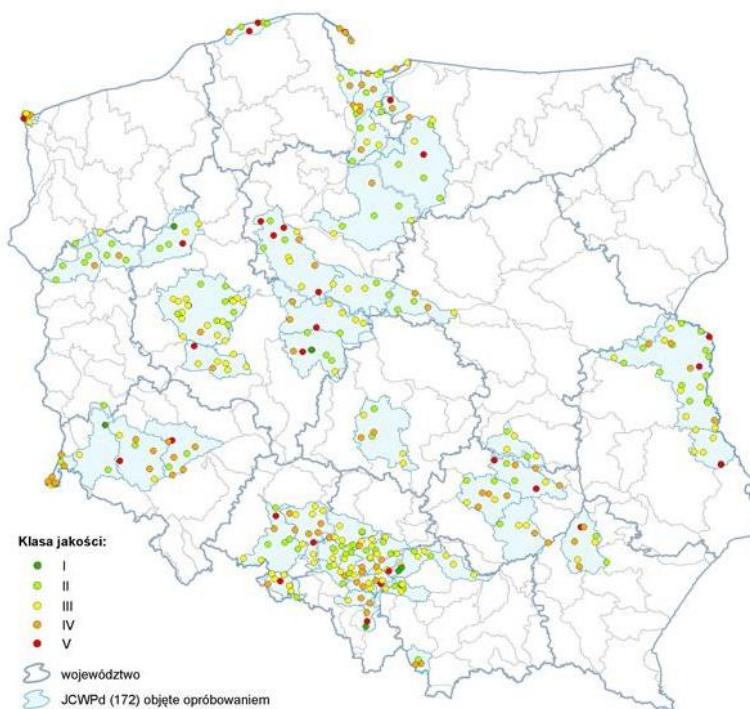 Klasa jakości:
I
II
III
IV
V
województwo
JCWPd (172) objęte opróbowaniem